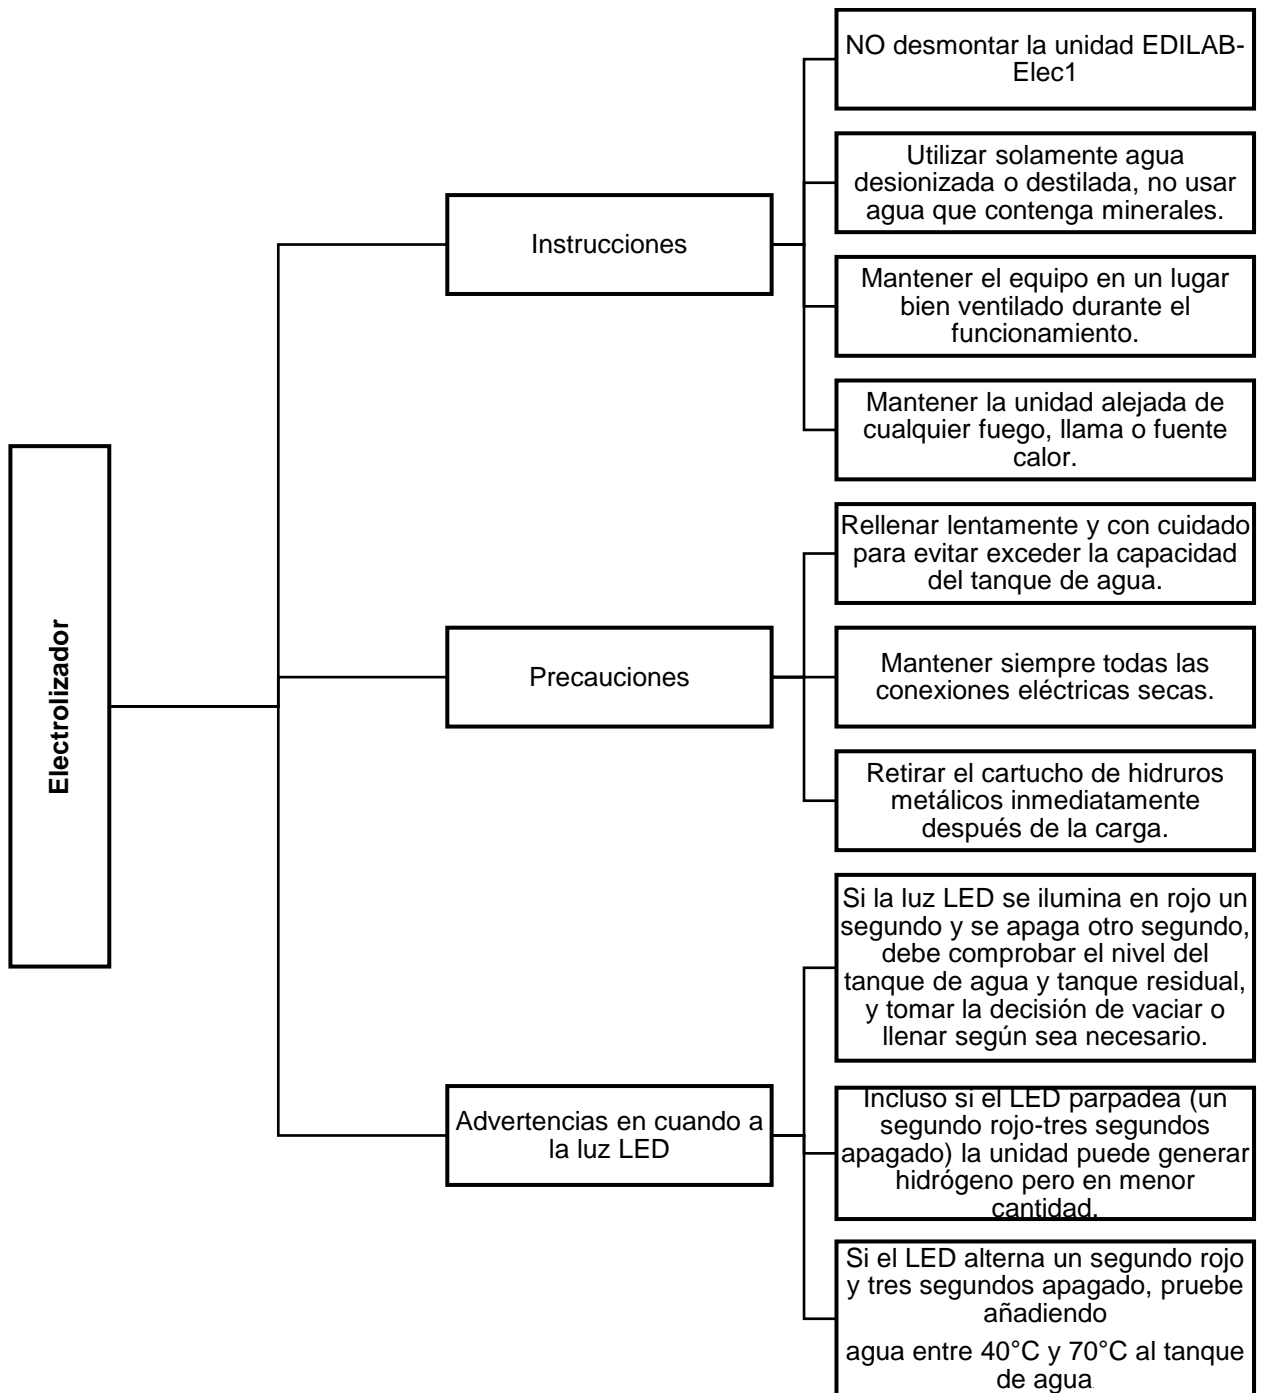 Electrolizador
Instrucciones
NO desmontar la unidad EDILAB-
Elec1
Utilizar solamente agua
desionizada o destilada, no usar
agua que contenga minerales.
Mantener el equipo en un lugar
bien ventilado durante el
funcionamiento.
Mantener la unidad alejada de
cualquier fuego, llama o fuente
calor.
Precauciones
Rellenar lentamente y con cuidado
para evitar exceder la capacidad
del tanque de agua.
Mantener siempre todas las
conexiones eléctricas secas.
Retirar el cartucho de hidruros
metálicos inmediatamente
después de la carga.
Advertencias en cuando a
la luz LED
Si la luz LED se ilumina en rojo un
segundo y se apaga otro segundo,
debe comprobar el nivel del
tanque de agua y tanque residual,
y tomar la decisión de vaciar o
llenar según sea necesario.
Incluso si el LED parpadea (un
segundo rojo-tres segundos
apagado) la unidad puede generar
hidrógeno pero en menor
cantidad.
Si el LED alterna un segundo rojo
y tres segundos apagado, pruebe
añadiendo
agua entre 40°C y 70°C al tanque
de agua.